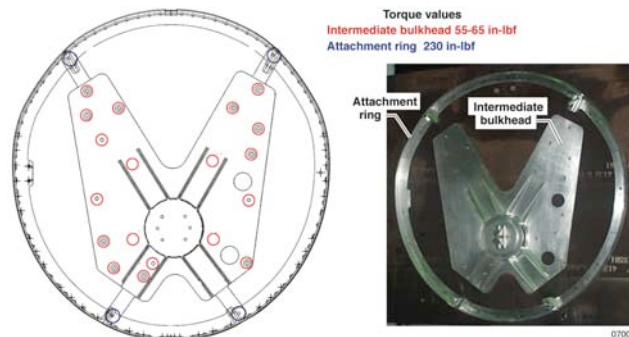 Torque values
Intermediate bulkhead 55-65 in-lbf
Attachment ring 230 in-lbf
Attachment
ring
Intermediate
bulkhead